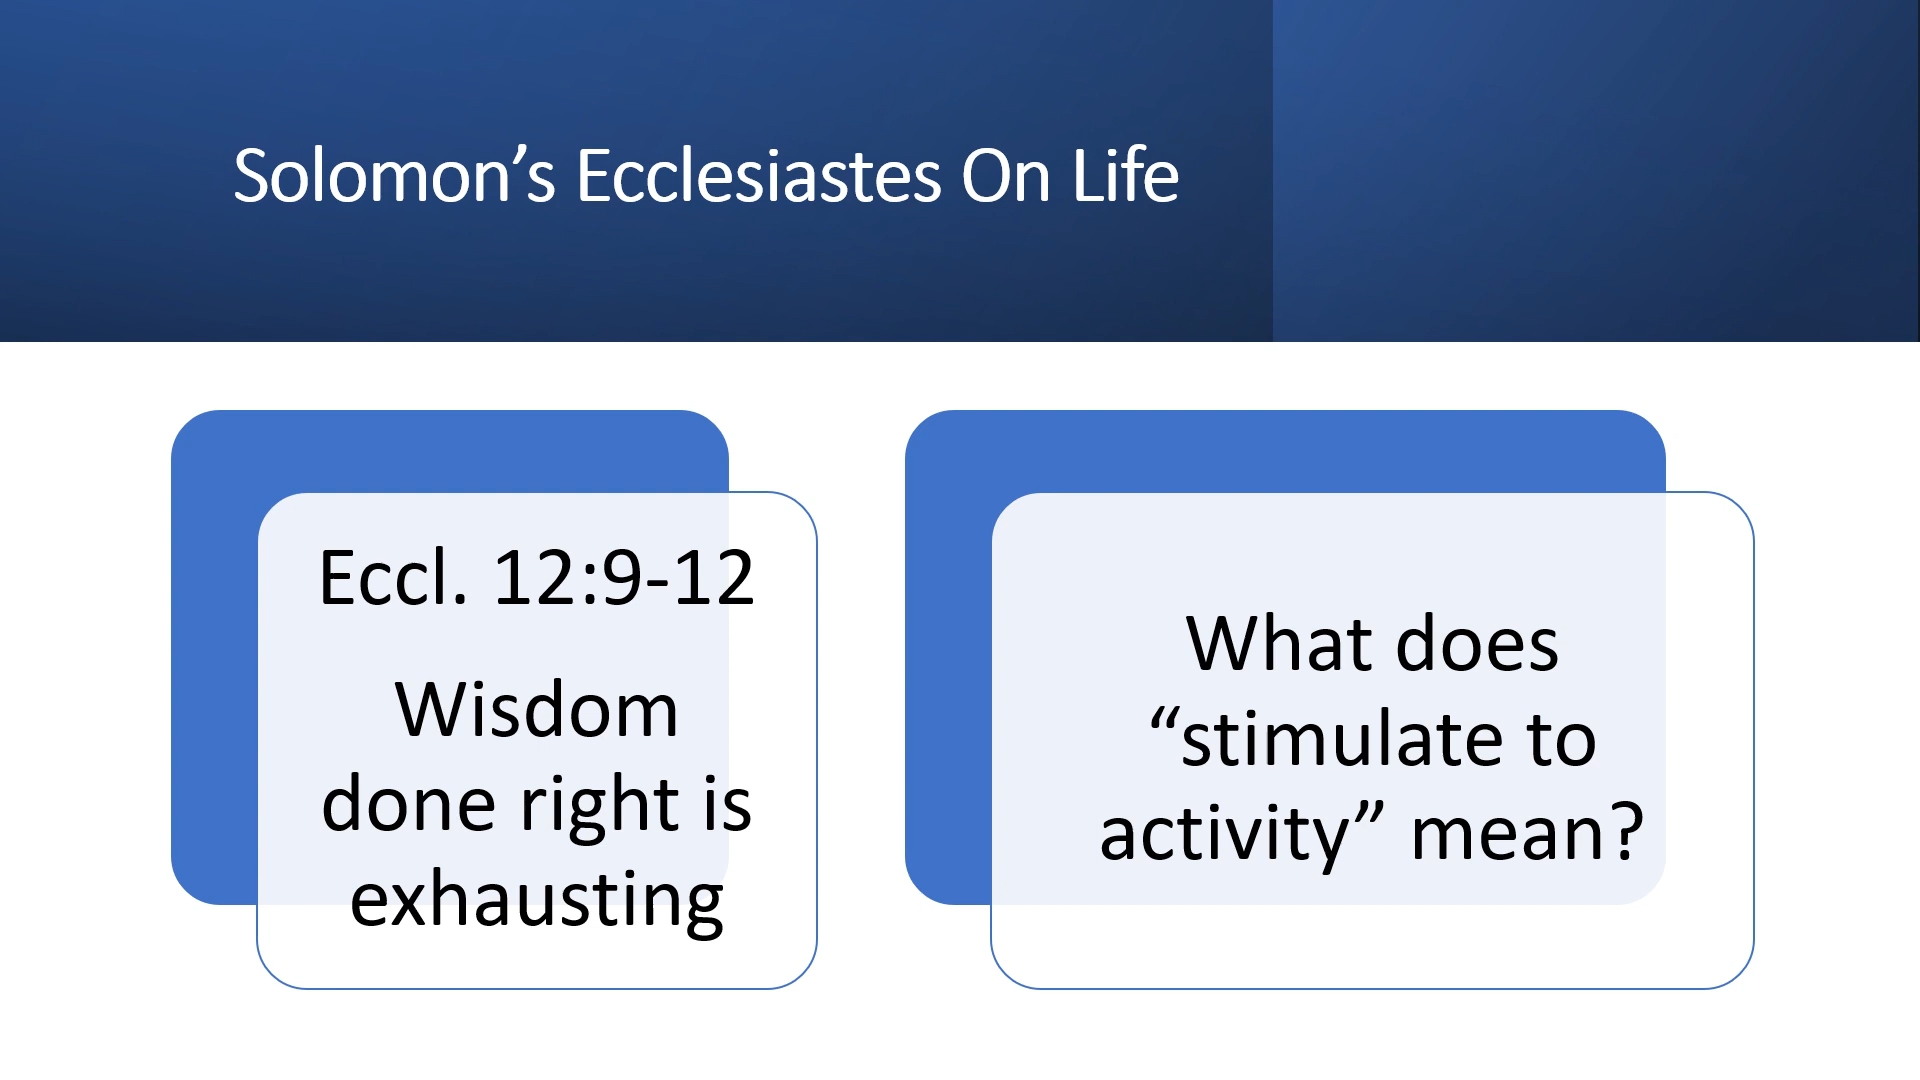 Solomon’s Ecclesiastes On Life
Eccl. 12:9-12
Wisdom
done right is
exhausting
What does
“stimulate to
activity” mean?